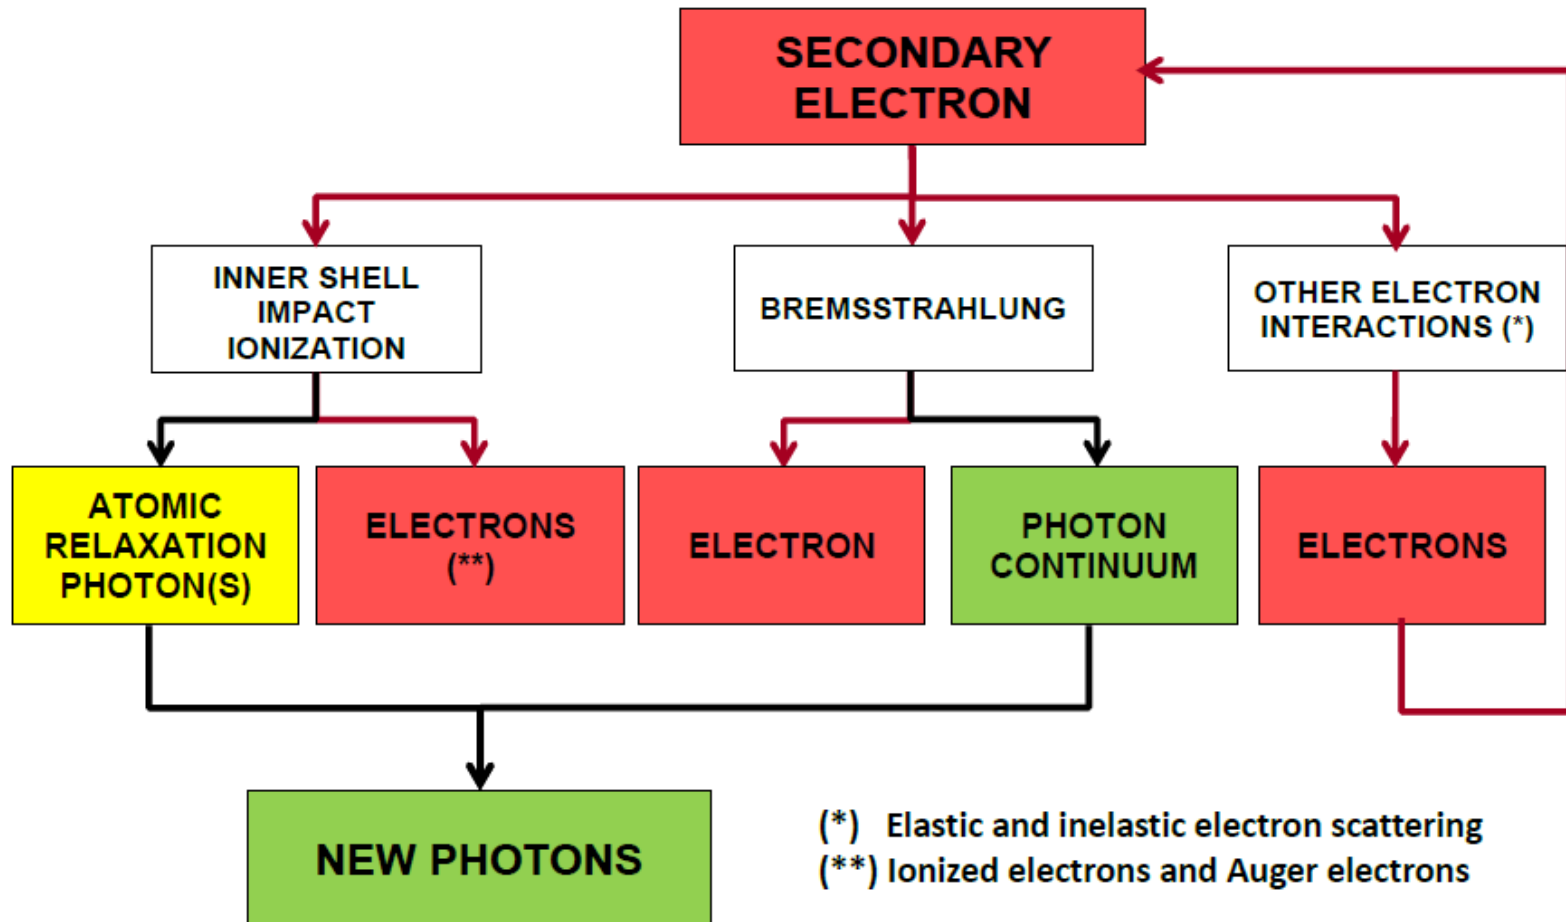 SECONDARY
ELECTRON
INNER SHELL
IMPACT
IONIZATION
BREMSSTRAHLUNG
OTHER ELECTRON
INTERACTIONS (*)
ATOMIC
RELAXATION
PHOTON(S)
ELECTRONS
(**)
ELECTRON
PHOTON
CONTINUUM
ELECTRONS
NEW PHOTONS
(*) Elastic and inelastic electron scattering
(**) Ionized electrons and Auger electrons